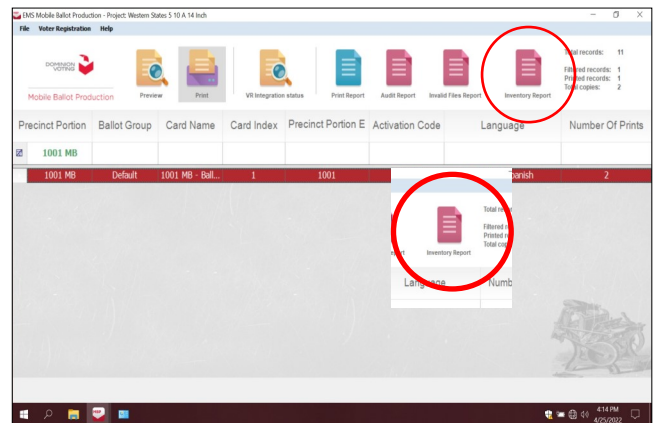 EMS Mobile Ballot Production - Project: Western States 5 10 A 14 Inch
File Voter Registration Help
DOMINION VOTING
Mobile Ballot Production
Preview
Print
VR Integration status
Print Report
Audit Report
Invalid Files Report
Inventory Report
Total records: 11
Filtered records: 1
Printed records: 1
Total copies: 2
Precinct Portion Ballot Group Card Name Card Index Precinct Portion E Activation Code Language Number Of Prints
1001 MB
1001 MB Default 1001 MB - Ball... 1 1001 panish 2
Total re
Filtered r
Printed r
Total cop
eport
Inventory Report
Language Numb
4:14 PM
4/25/2022